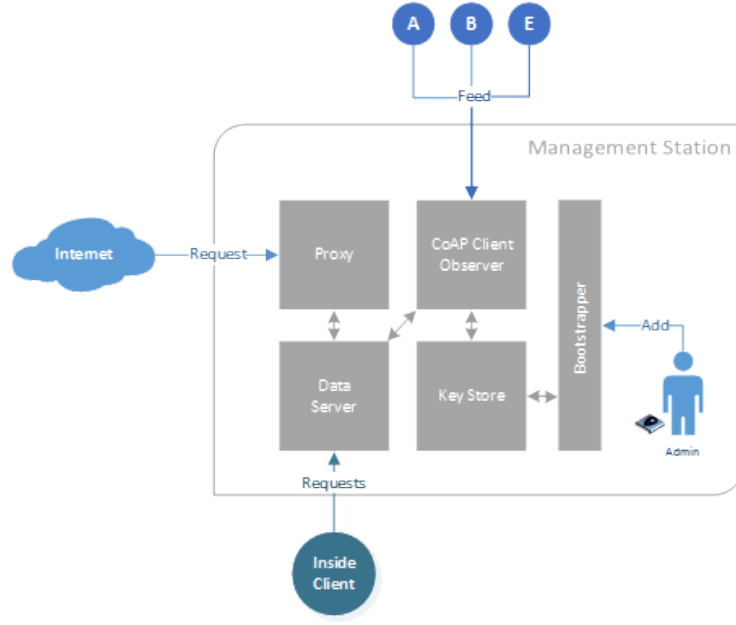 A B E
Feed
Management Station
Internet
Request
Proxy
CoAP Client
Observer
Bootstrapper
Add
Data
Server
Key Store
Admin
Requests
Inside
Client